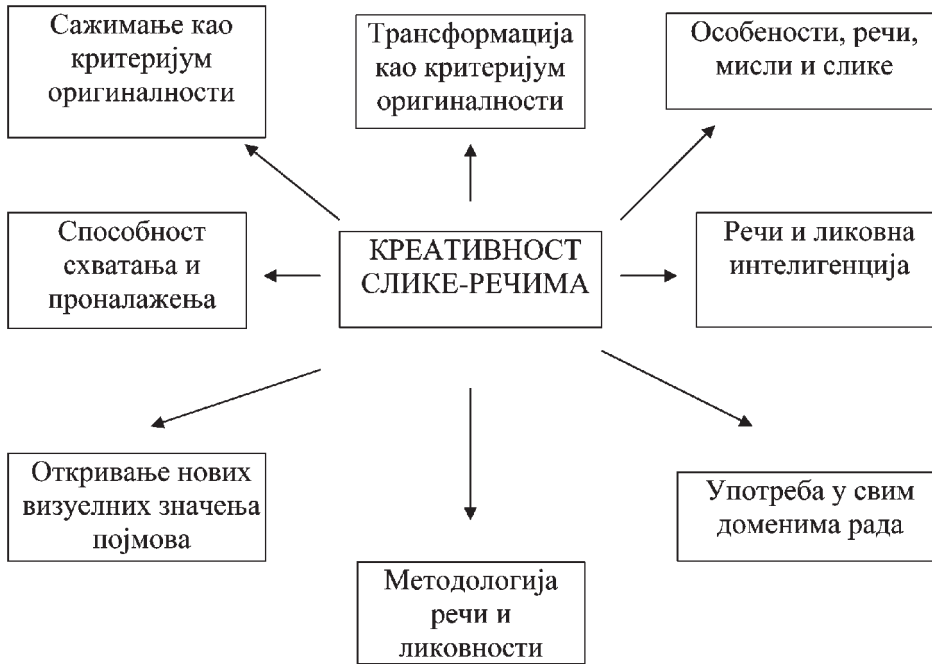 Сажимање као
критеријум
оригиналности
Трансформација
као критеријум
оригиналности
Особености, речи,
мисли и слике
Способност
схватања и
проналажења
КРЕАТИВНОСТ
СЛИКЕ-РЕЧИМА
Речи и ликовна
интелигенција
Откривање нових
визуелних значења
појмова
Методологија
речи и
ликовности
Употреба у свим
доменима рада